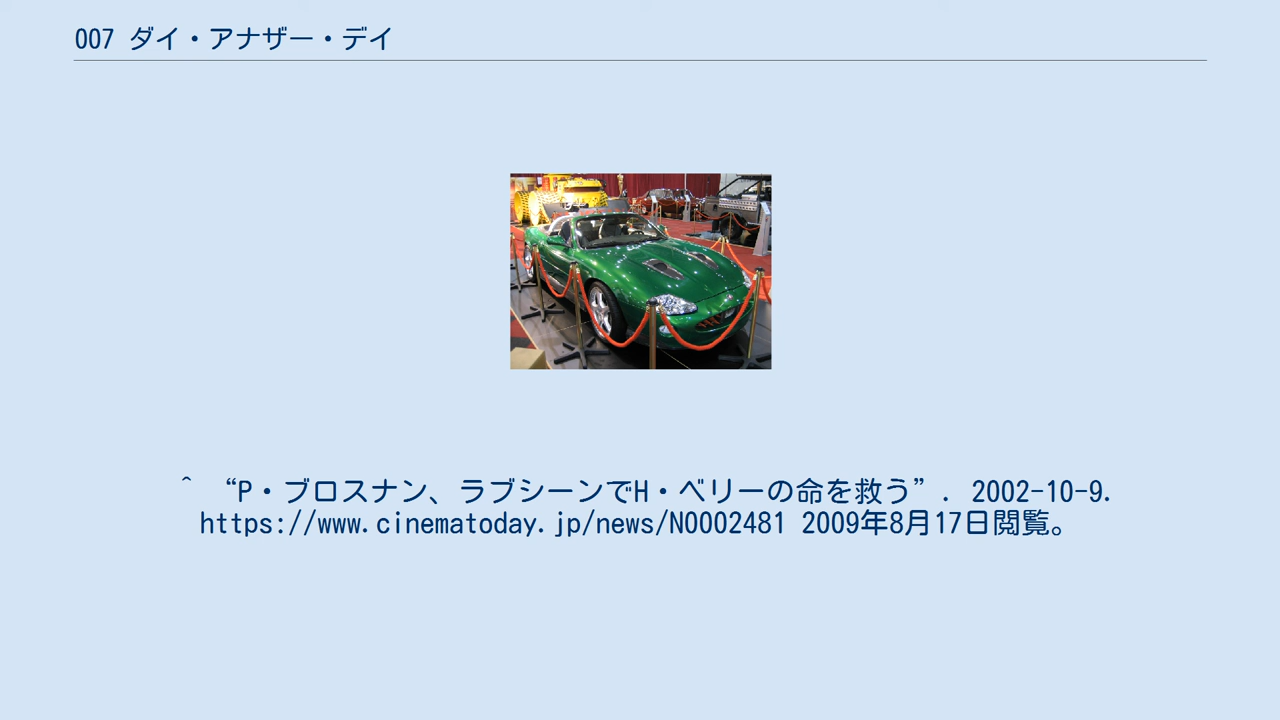 007 ダイ・アナザー・デイ
^ “P・ブロスナン、ラブシーンでH・ベリーの命を救う”. 2002-10-9.
https://www.cinematoday.jp/news/N0002481 2009年8月17日閲覧。